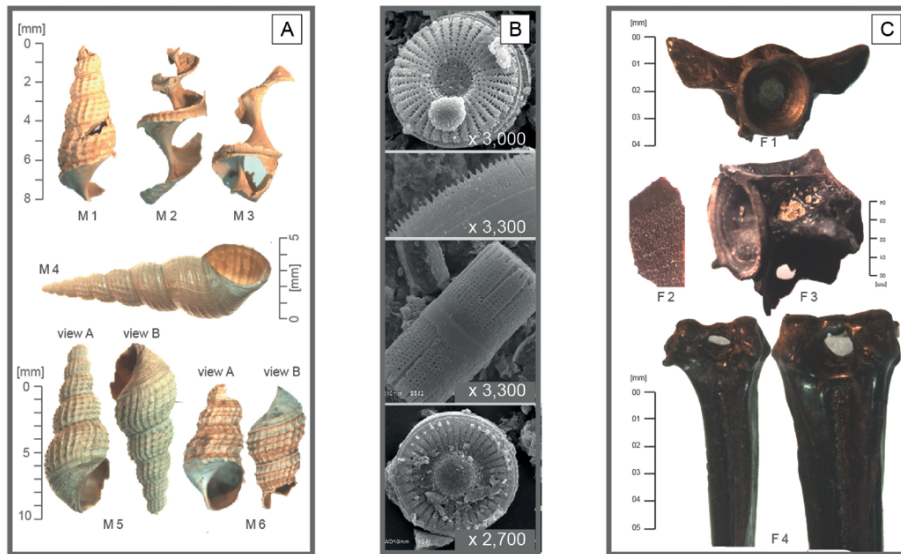 A
[mm]
0
2
4
6
8
M 1
M 2
M 3
M 4
5
0
[mm]
view A
view B
[mm]
0
5
10
view A
view B
M 5
M 6
B
x 3,000
x 3,300
x 3,300
x 2,700
C
[mm]
00
01
02
03
04
F 1
F 2
F 3
[mm]
00
01
02
03
04
05
F 4